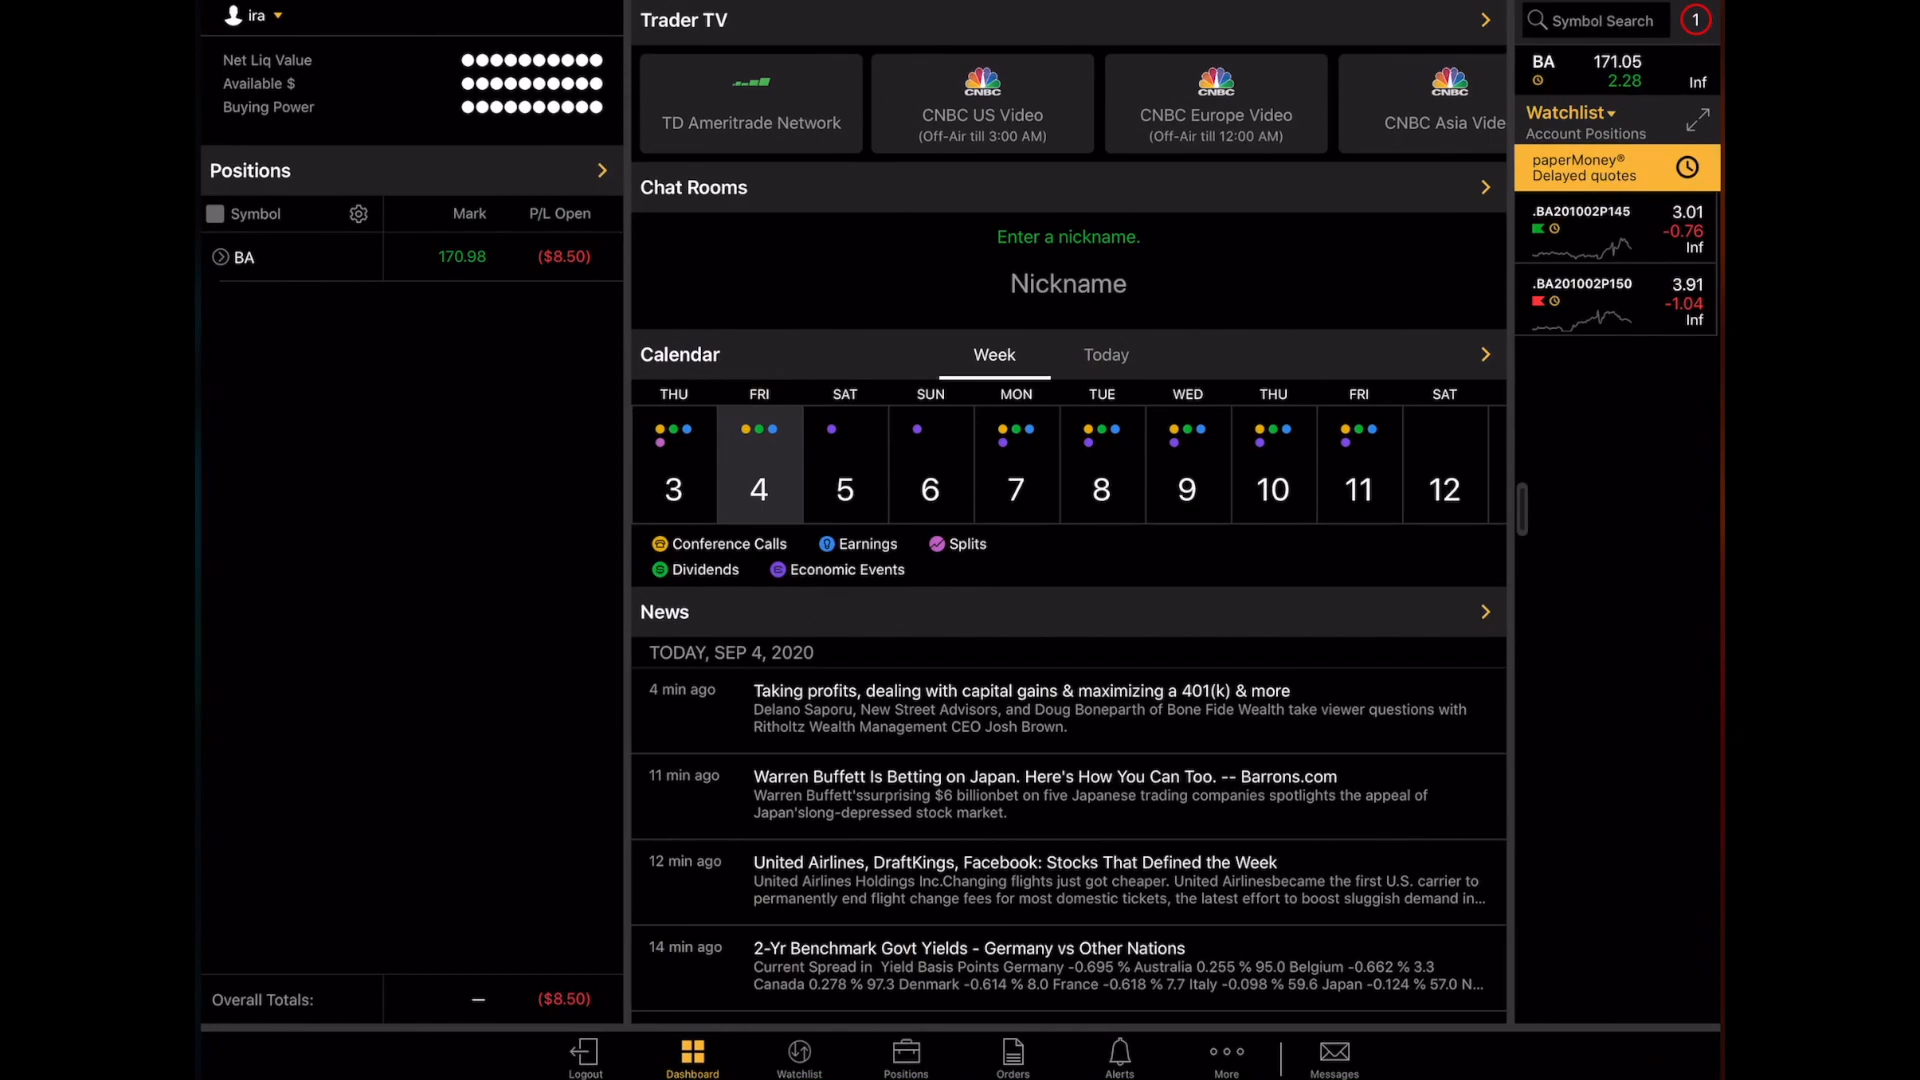 ira
Net Liq Value
Available $
Buying Power
Positions
Symbol Mark P/L Open
BA 170.98 ($8.50)
Overall Totals: — ($8.50)
Trader TV
TD Ameritrade Network
CNBC
CNBC US Video
(Off-Air till 3:00 AM)
CNBC
CNBC Europe Video
(Off-Air till 12:00 AM)
CNBC
CNBC Asia Vide
Chat Rooms
Enter a nickname.
Nickname
Calendar Week Today
THU FRI SAT SUN MON TUE WED THU FRI SAT
3 4 5 6 7 8 9 10 11 12
Conference Calls Earnings Splits
Dividends Economic Events
News
TODAY, SEP 4, 2020
4 min ago Taking profits, dealing with capital gains & maximizing a 401(k) & more
Delano Saporu, New Street Advisors, and Doug Boneparth of Bone Fide Wealth take viewer questions with
Ritholtz Wealth Management CEO Josh Brown.
11 min ago Warren Buffett Is Betting on Japan. Here's How You Can Too. -- Barrons.com
Warren Buffett'ssurprising $6 billionbet on five Japanese trading companies spotlights the appeal of
Japan'slong-depressed stock market.
12 min ago United Airlines, DraftKings, Facebook: Stocks That Defined the Week
United Airlines Holdings Inc.Changing flights just got cheaper. United Airlinesbecame the first U.S. carrier to
permanently end flight change fees for most domestic tickets, the latest effort to boost sluggish demand in...
14 min ago 2-Yr Benchmark Govt Yields - Germany vs Other Nations
Current Spread in Yield Basis Points Germany -0.695 % Australia 0.255 % 95.0 Belgium -0.662 % 3.3
Canada 0.278 % 97.3 Denmark -0.614 % 8.0 France -0.618 % 7.7 Italy -0.098 % 59.6 Japan -0.124 % 57.0 N...
Symbol Search 1
BA 171.05
2.28 Inf
Watchlist
Account Positions
paperMoney®
Delayed quotes
.BA201002P145 3.01
-0.76
Inf
.BA201002P150 3.91
-1.04
Inf
Logout Dashboard Watchlist Positions Orders Alerts More Messages